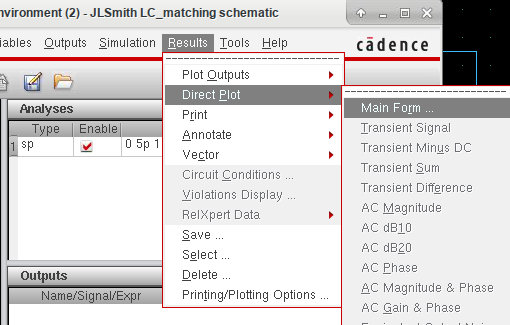 nvironment (2) - JLSmith LC_matching schematic
iables Outputs Simulation Results Tools Help
cādence
Analyses
Type Enable
1 sp 0 5p 1
Outputs
Name/Signal/Expr
Plot Outputs
Direct Plot
Print
Annotate
Vector
Circuit Conditions ...
Violations Display ...
RelXpert Data
Save ...
Select ...
Delete ...
Printing/Plotting Options ...
Main Form ...
Transient Signal
Transient Minus DC
Transient Sum
Transient Difference
AC Magnitude
AC dB10
AC dB20
AC Phase
AC Magnitude & Phase
AC Gain & Phase